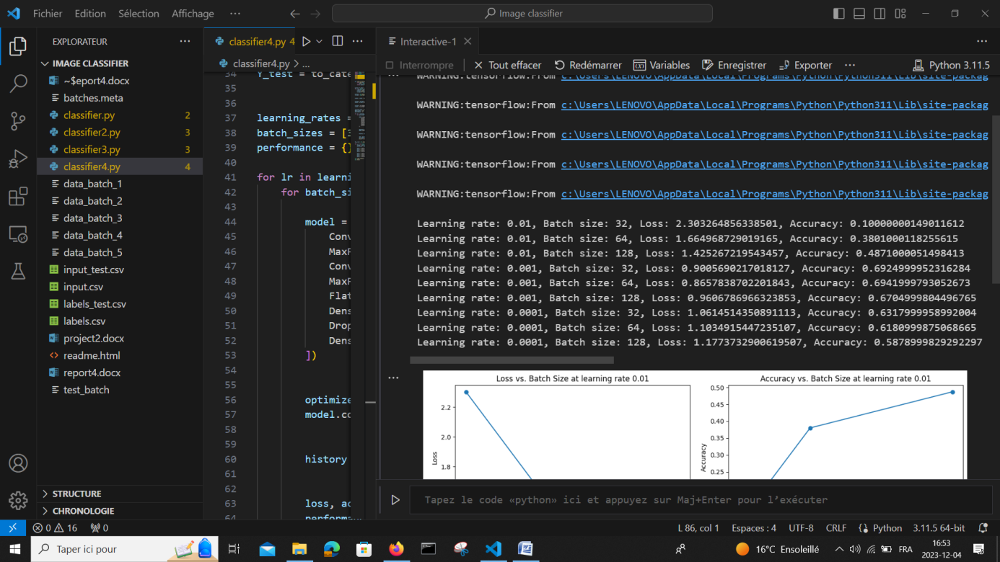 Fichier Edition Sélection Affichage ··· Image classifier
EXPLORATEUR ···
IMAGE CLASSIFIER
~$eport4.docx
batches.meta
classifier.py 2
classifier2.py 3
classifier3.py 3
classifier4.py 4
data_batch_1
data_batch_2
data_batch_3
data_batch_4
data_batch_5
input_test.csv
input.csv
labels_test.csv
labels.csv
project2.docx
readme.html
report4.docx
test_batch
STRUCTURE
CHRONOLOGIE
classifier4.py 4
classifier4.py > ...
34 Y_test = to_cate
35
36
37 learning_rates =
38 batch_sizes = [3
39 performance = {}
40
41 for lr in learni
42 for batch_si
43
44 model =
45 Conv
46 MaxP
47 Conv
48 MaxP
49 Flat
50 Dens
51 Drop
52 Dens
53 ])
54
55
56 optimize
57 model.co
58
59
60 history
61
62
63 loss, ac
64 performa
Interactive-1
Interrompre Tout effacer Redémarrer Variables Enregistrer Exporter ··· Python 3.11.5
WARNING:tensorflow:From c:\Users\LENOVO\AppData\Local\Programs\Python\Python311\Lib\site-packag
WARNING:tensorflow:From c:\Users\LENOVO\AppData\Local\Programs\Python\Python311\Lib\site-packag
WARNING:tensorflow:From c:\Users\LENOVO\AppData\Local\Programs\Python\Python311\Lib\site-packag
WARNING:tensorflow:From c:\Users\LENOVO\AppData\Local\Programs\Python\Python311\Lib\site-packag
WARNING:tensorflow:From c:\Users\LENOVO\AppData\Local\Programs\Python\Python311\Lib\site-packag
Learning rate: 0.01, Batch size: 32, Loss: 2.303264856338501, Accuracy: 0.10000000149011612
Learning rate: 0.01, Batch size: 64, Loss: 1.664968729019165, Accuracy: 0.3801000118255615
Learning rate: 0.01, Batch size: 128, Loss: 1.425267219543457, Accuracy: 0.4871000051498413
Learning rate: 0.001, Batch size: 32, Loss: 0.9005690217018127, Accuracy: 0.6924999952316284
Learning rate: 0.001, Batch size: 64, Loss: 0.8657838702201843, Accuracy: 0.6941999793052673
Learning rate: 0.001, Batch size: 128, Loss: 0.9606786966323853, Accuracy: 0.6704999804496765
Learning rate: 0.0001, Batch size: 32, Loss: 1.0614514350891113, Accuracy: 0.6317999958992004
Learning rate: 0.0001, Batch size: 64, Loss: 1.1034915447235107, Accuracy: 0.6180999875068665
Learning rate: 0.0001, Batch size: 128, Loss: 1.1773732900619507, Accuracy: 0.5878999829292297
Loss vs. Batch Size at learning rate 0.01
2.2
2.0
1.8
Loss
Accuracy vs. Batch Size at learning rate 0.01
0.50
0.45
0.40
0.35
0.30
0.25
Accuracy
Tapez le code «python» ici et appuyez sur Maj+Enter pour l’exécuter
0 16 0 L 86, col 1 Espaces : 4 UTF-8 CRLF Python 3.11.5 64-bit
Taper ici pour 16°C Ensoleillé FRA 16:53
2023-12-04